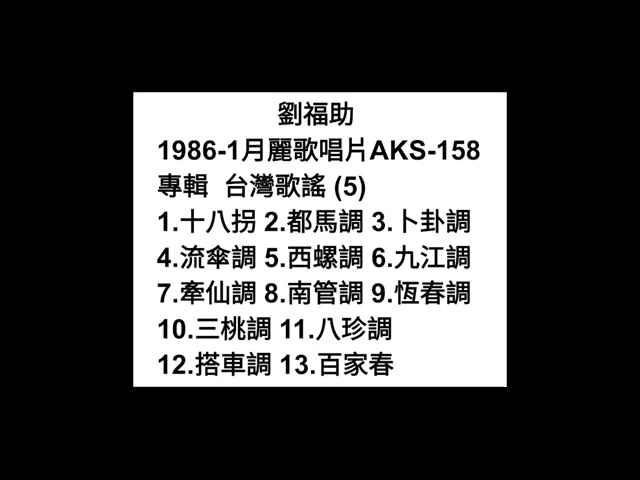 劉福助
1986-1月麗歌唱片AKS-158
專輯 台灣歌謠 (5)
1.十八拐 2.都馬調 3.卜卦調
4.流傘調 5.西螺調 6.九江調
7.牽仙調 8.南管調 9.恆春調
10.三桃調 11.八珍調
12.搭車調 13.百家春